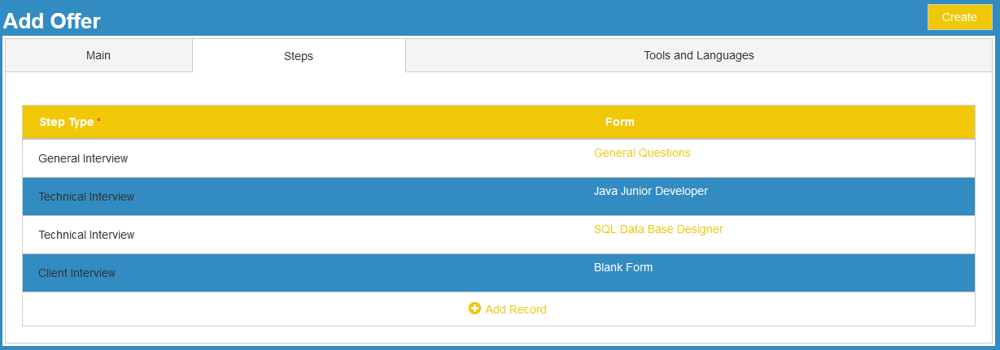 Add Offer
Create
Main
Steps
Tools and Languages
Step Type *
Form
General Interview
General Questions
Technical Interview
Java Junior Developer
Technical Interview
SQL Data Base Designer
Client Interview
Blank Form
Add Record